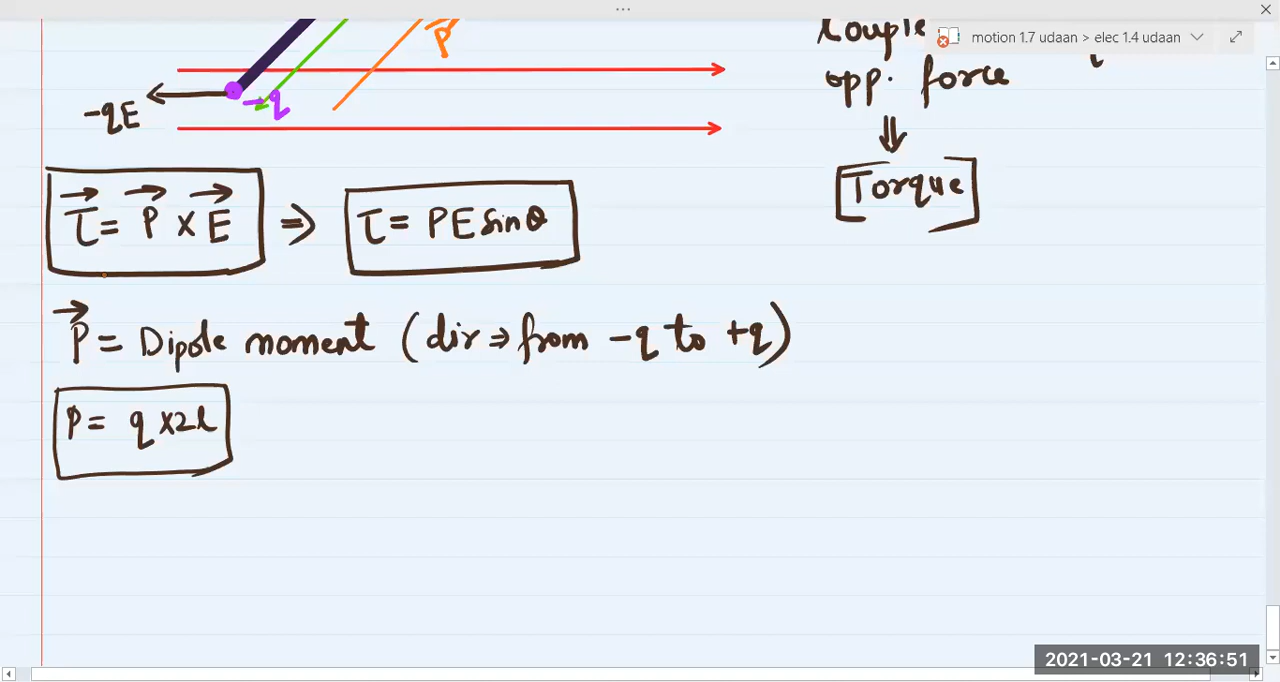 ...
P
Couple
motion 1.7 udaan > elec 1.4 udaan
opp. force
-q
-qE
⇓
Torque
τ = P × E ⇒ τ = PE sinθ
P = Dipole moment (dir ⇒ from -q to +q)
P = q × 2l
2021-03-21 12:36:51